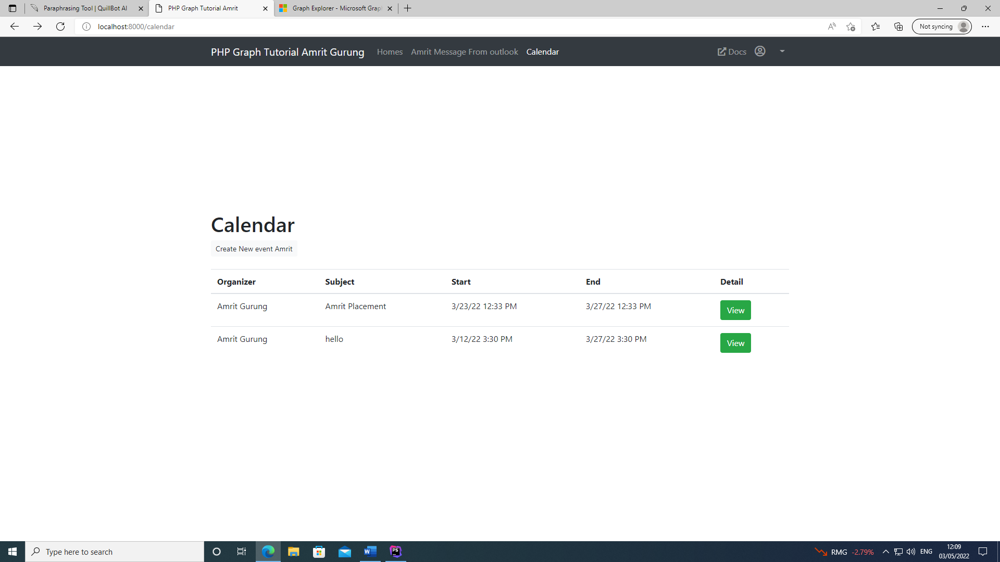 Paraphrasing Tool | QuillBot AI
PHP Graph Tutorial Amrit
Graph Explorer - Microsoft Grap
localhost:8000/calendar
Not syncing
PHP Graph Tutorial Amrit Gurung
Homes
Amrit Message From outlook
Calendar
Docs
Calendar
Create New event Amrit
Organizer Subject Start End Detail
Amrit Gurung Amrit Placement 3/23/22 12:33 PM 3/27/22 12:33 PM View
Amrit Gurung hello 3/12/22 3:30 PM 3/27/22 3:30 PM View
Type here to search
W
PS
RMG -2.79%
ENG
12:09
03/05/2022